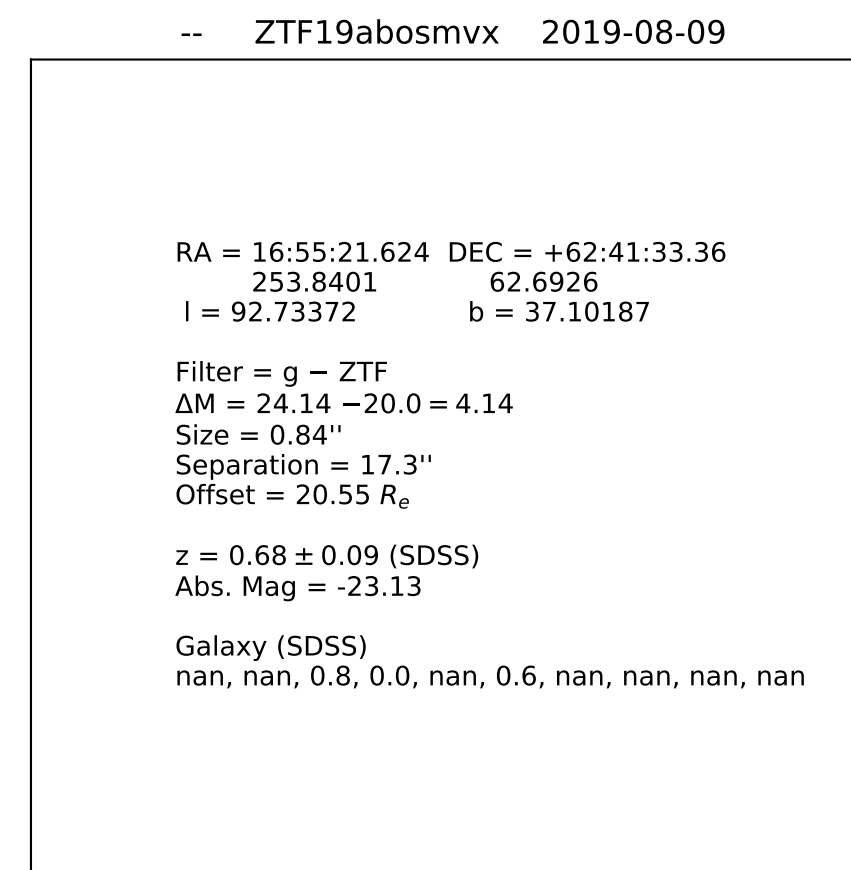 -- ZTF19abosmvx 2019-08-09
RA = 16:55:21.624 DEC = +62:41:33.36
253.8401 62.6926
l = 92.73372 b = 37.10187
Filter = g − ZTF
ΔM = 24.14 −20.0 = 4.14
Size = 0.84''
Separation = 17.3''
Offset = 20.55 Re
z = 0.68 ± 0.09 (SDSS)
Abs. Mag = -23.13
Galaxy (SDSS)
nan, nan, 0.8, 0.0, nan, 0.6, nan, nan, nan, nan